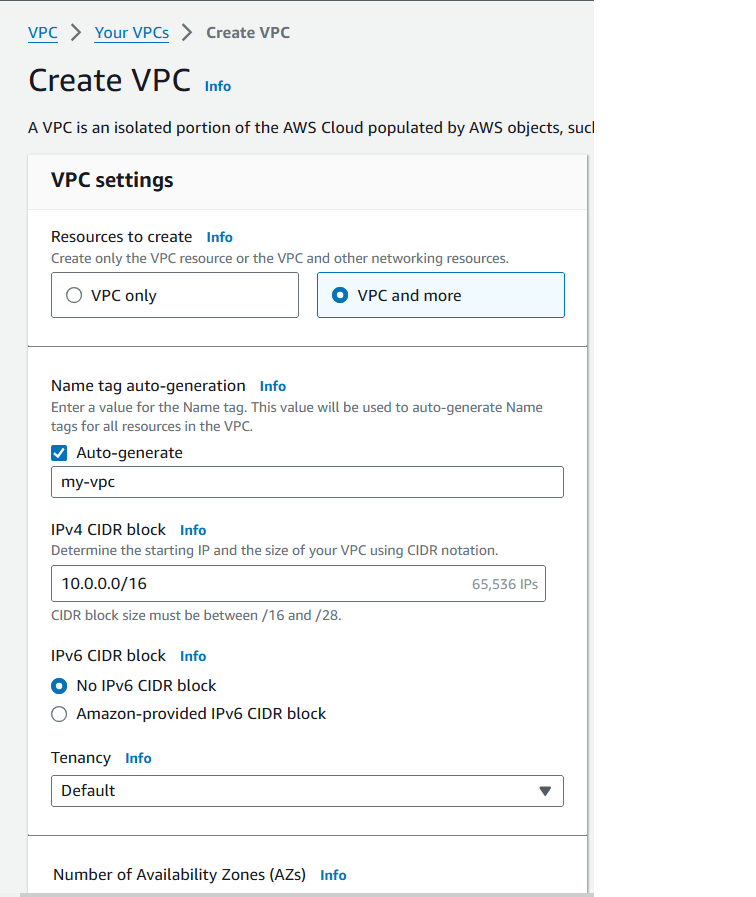 VPC > Your VPCs > Create VPC
Create VPC Info
A VPC is an isolated portion of the AWS Cloud populated by AWS objects, suc
VPC settings
Resources to create Info
Create only the VPC resource or the VPC and other networking resources.
VPC only
VPC and more
Name tag auto-generation Info
Enter a value for the Name tag. This value will be used to auto-generate Name
tags for all resources in the VPC.
Auto-generate
my-vpc
IPv4 CIDR block Info
Determine the starting IP and the size of your VPC using CIDR notation.
10.0.0.0/16 65,536 IPs
CIDR block size must be between /16 and /28.
IPv6 CIDR block Info
No IPv6 CIDR block
Amazon-provided IPv6 CIDR block
Tenancy Info
Default
Number of Availability Zones (AZs) Info